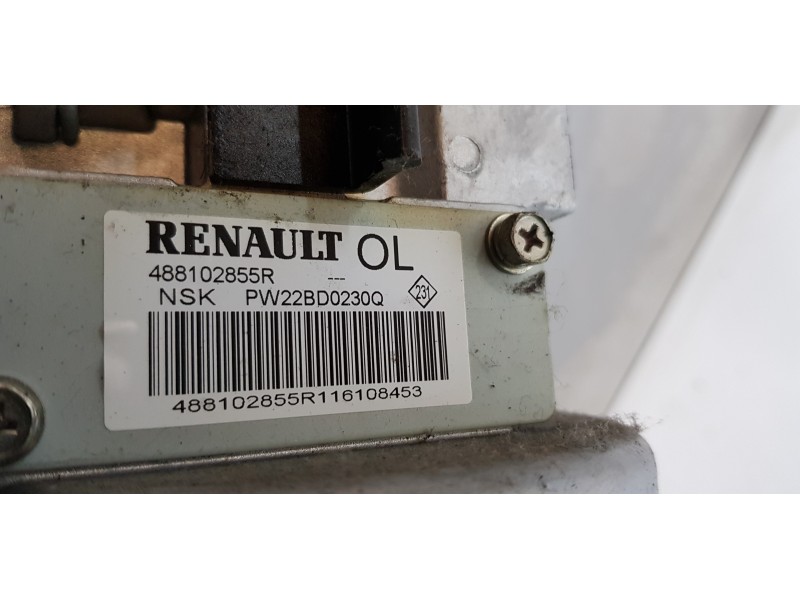 RENAULT OL
488102855R ---
NSK PW22BD0230Q 231
488102855R116108453